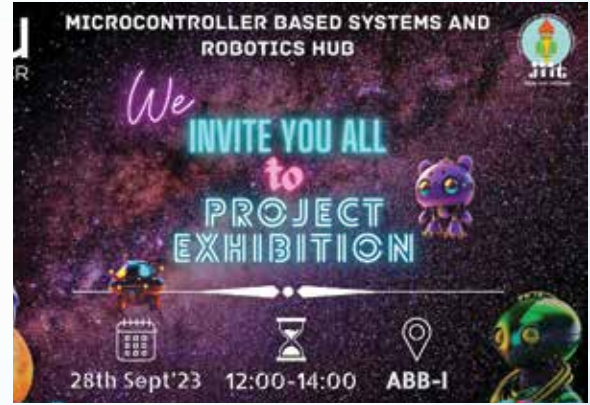 MICROCONTROLLER BASED SYSTEMS AND
ROBOTICS HUB
We
INVITE YOU ALL
to
PROJECT
EXHIBITION
28th Sept'23 12:00-14:00 ABB-I